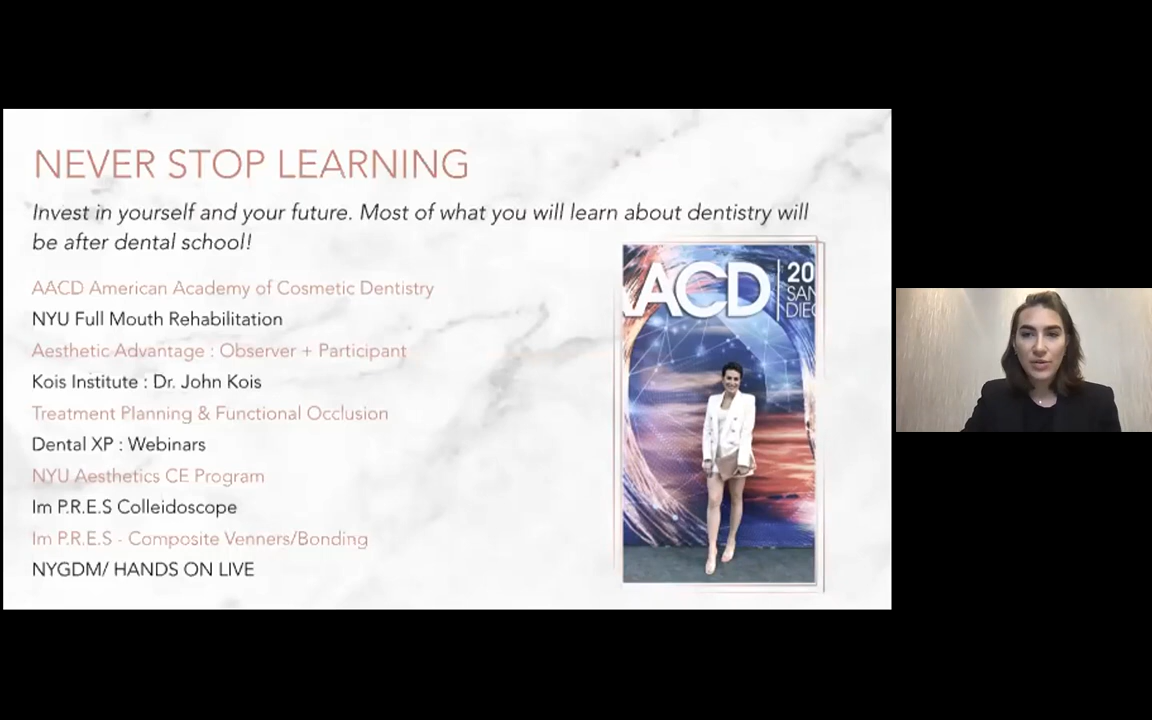 NEVER STOP LEARNING
Invest in yourself and your future. Most of what you will learn about dentistry will
be after dental school!
AACD American Academy of Cosmetic Dentistry
NYU Full Mouth Rehabilitation
Aesthetic Advantage : Observer + Participant
Kois Institute : Dr. John Kois
Treatment Planning & Functional Occlusion
Dental XP : Webinars
NYU Aesthetics CE Program
Im P.R.E.S Colleidoscope
Im P.R.E.S - Composite Venners/Bonding
NYGDM/ HANDS ON LIVE
AACD
20
SAN
DIEG